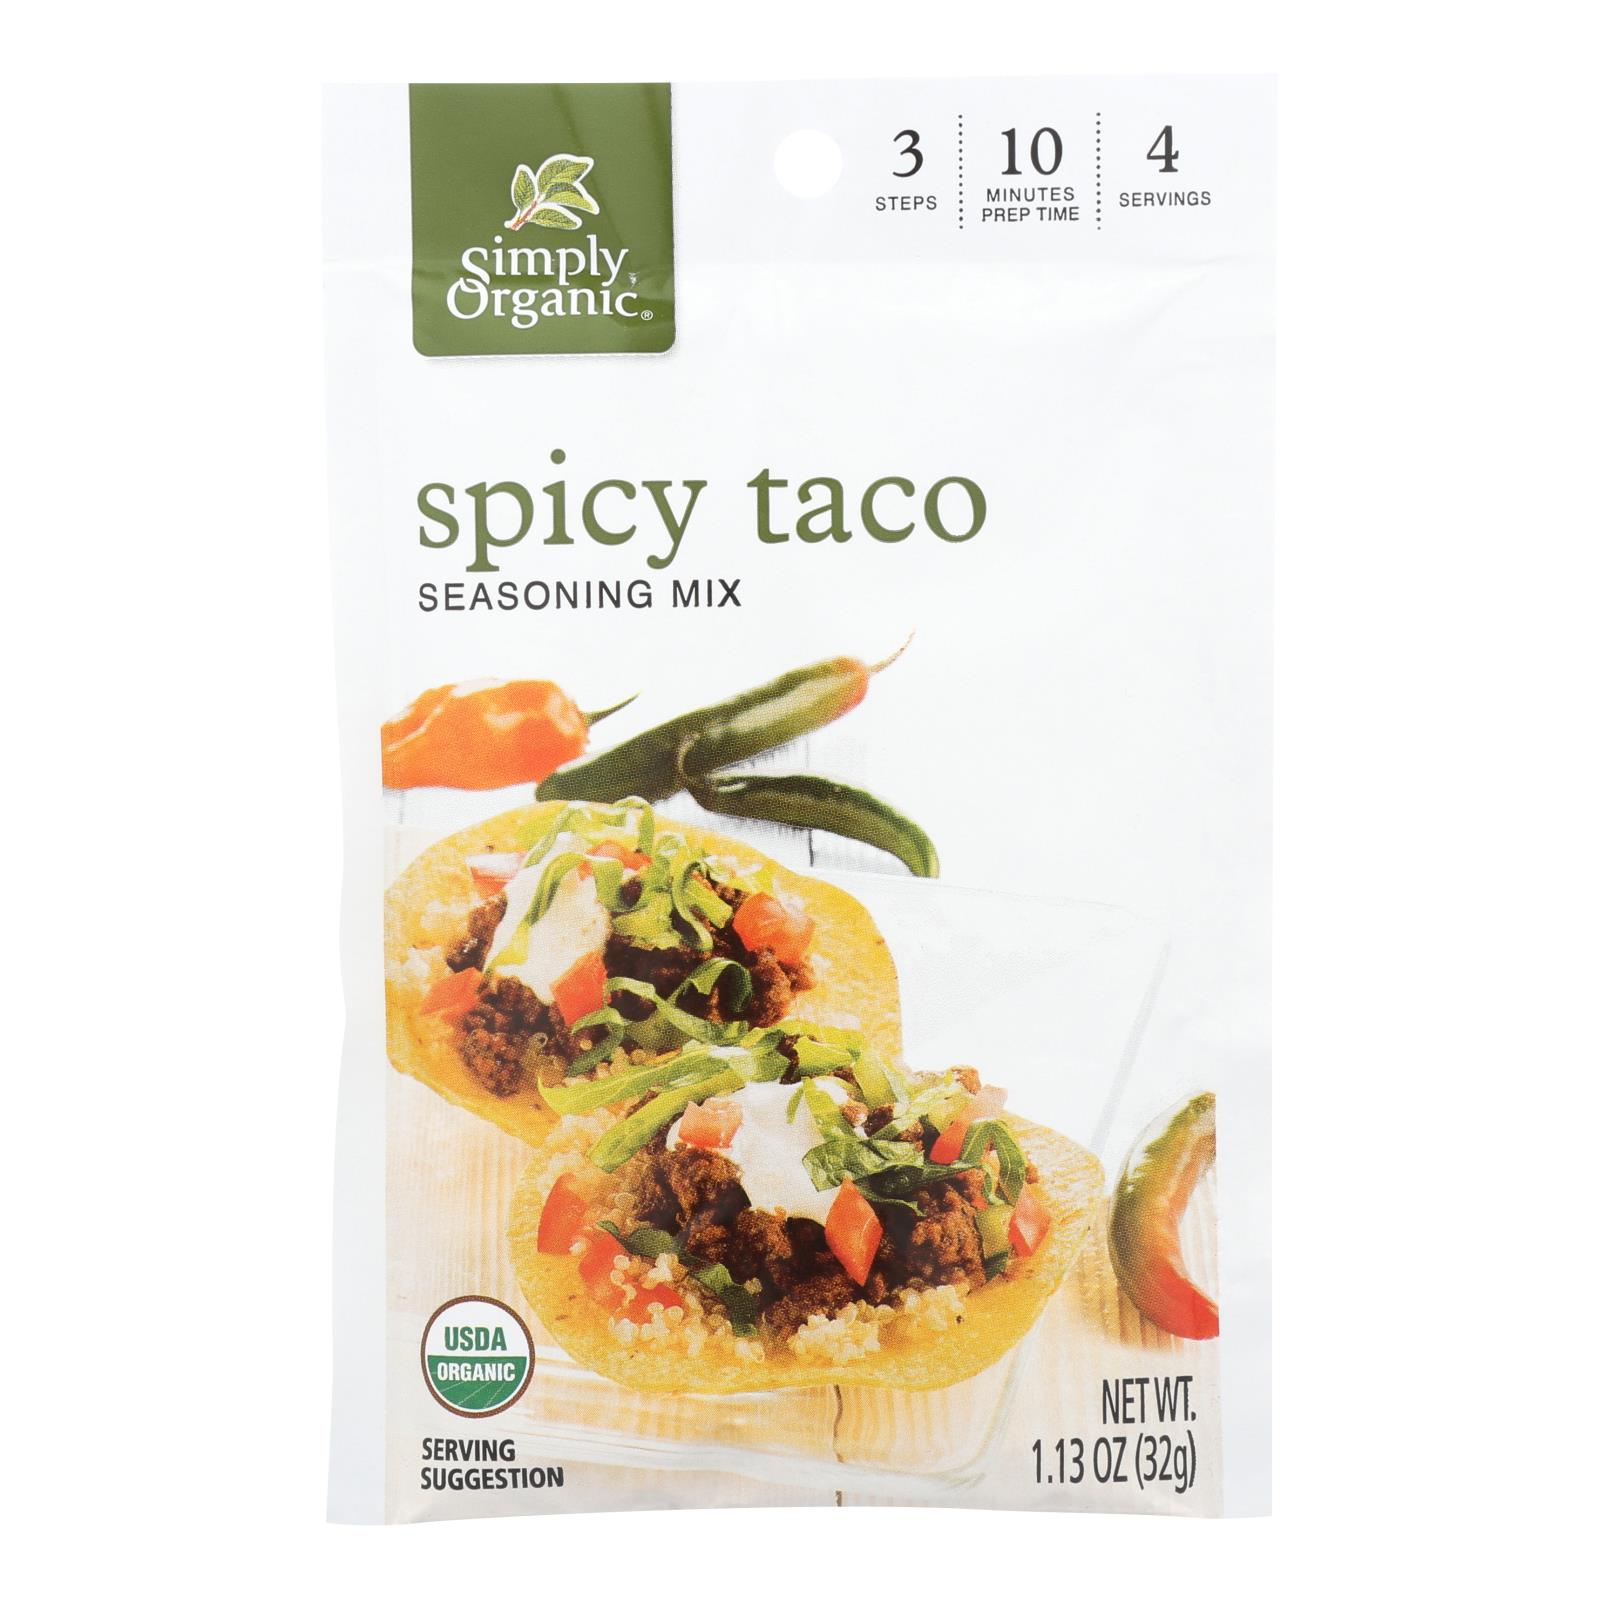 Simply
Organic®
3
STEPS
10
MINUTES
PREP TIME
4
SERVINGS
spicy taco
SEASONING MIX
USDA
ORGANIC
SERVING
SUGGESTION
NET WT.
1.13 OZ (32g)